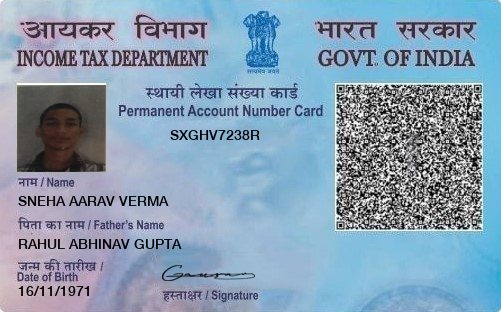 आयकर विभाग
INCOME TAX DEPARTMENT
भारत सरकार
GOVT. OF INDIA
सत्यमेव जयते
स्थायी लेखा संख्या कार्ड
Permanent Account Number Card
SXGHV7238R
नाम / Name
SNEHA AARAV VERMA
पिता का नाम / Father's Name
RAHUL ABHINAV GUPTA
जन्म की तारीख /
Date of Birth
16/11/1971
हस्ताक्षर / Signature